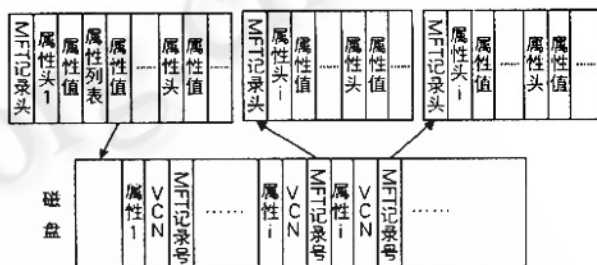 MFT记录头 属性头1 属性值 属性列表 属性值 …… 属性头 属性值 ……
MFT记录头 属性头i 属性值 …… 属性头 属性值 ……
MFT记录头 属性头i 属性值 …… 属性头 属性值 ……
磁盘 属性1 VCN MFT记录号 …… 属性i VCN MFT记录号 属性i VCN MFT记录号 ……